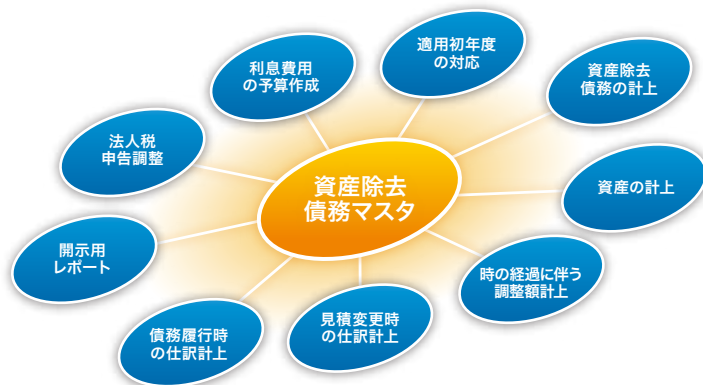 適用初年度
の対応
利息費用
の予算作成
資産除去
債務の計上
法人税
申告調整
資産除去
債務マスタ
資産の計上
開示用
レポート
時の経過に伴う
調整額計上
債務履行時
の仕訳計上
見積変更時
の仕訳計上